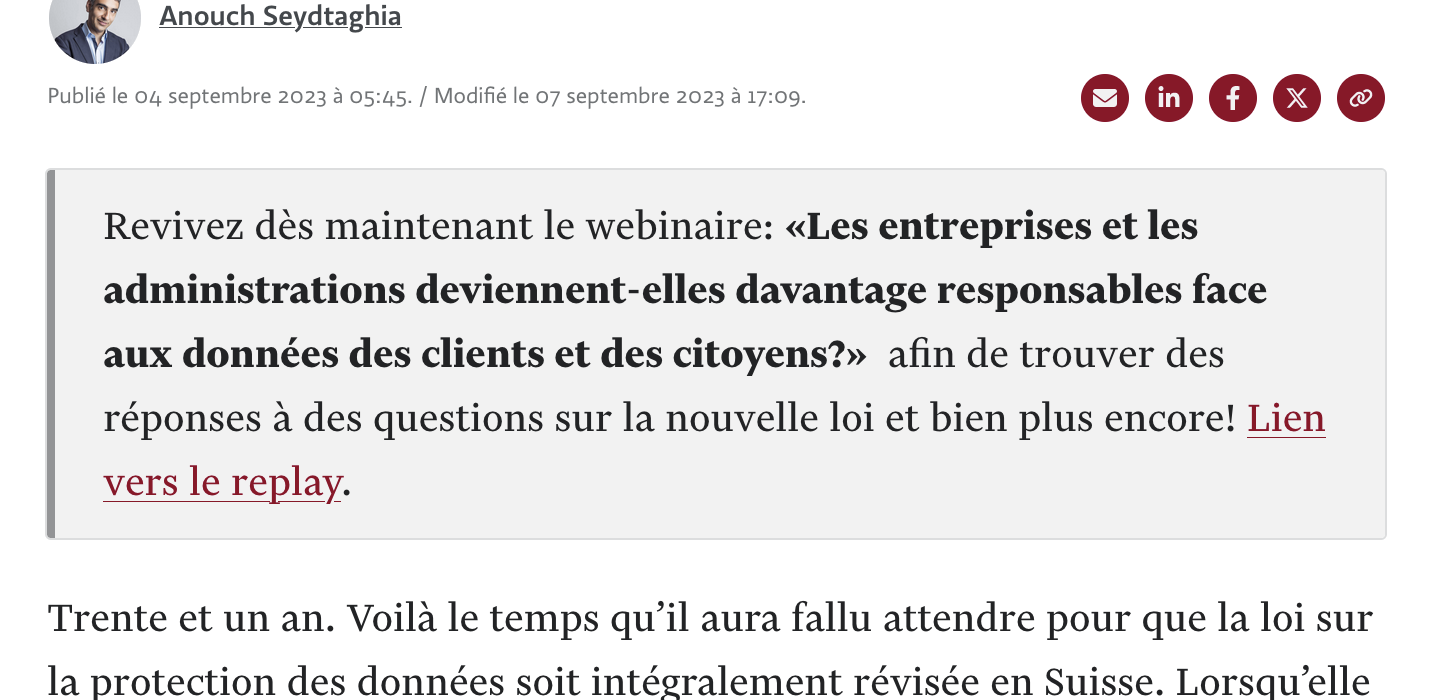 Anouch Seydtaghia
Publié le 04 septembre 2023 à 05:45. / Modifié le 07 septembre 2023 à 17:09.
Revivez dès maintenant le webinaire: «Les entreprises et les
administrations deviennent-elles davantage responsables face
aux données des clients et des citoyens?»  afin de trouver des
réponses à des questions sur la nouvelle loi et bien plus encore! Lien
vers le replay.
Trente et un an. Voilà le temps qu’il aura fallu attendre pour que la loi sur
la protection des données soit intégralement révisée en Suisse. Lorsqu’elle